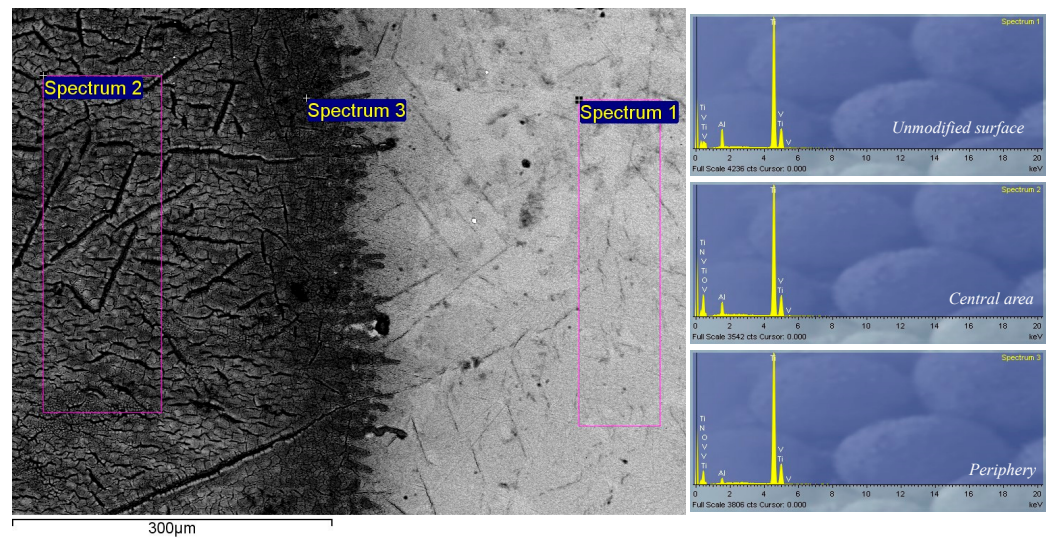 Spectrum 2
Spectrum 3
Spectrum 1
300µm
Spectrum 1
Ti
Ti
V
Ti
V
Al
V
Ti
V
Unmodified surface
0 2 4 6 8 10 12 14 16 18 20
Full Scale 4236 cts Cursor: 0.000
keV
Spectrum 2
Ti
Ti
N
V
Ti
O
V
Al
V
Ti
V
Central area
0 2 4 6 8 10 12 14 16 18 20
Full Scale 3542 cts Cursor: 0.000
keV
Spectrum 3
Ti
Ti
N
O
V
V
Ti
Al
V
Ti
V
Periphery
0 2 4 6 8 10 12 14 16 18 20
Full Scale 3806 cts Cursor: 0.000
keV